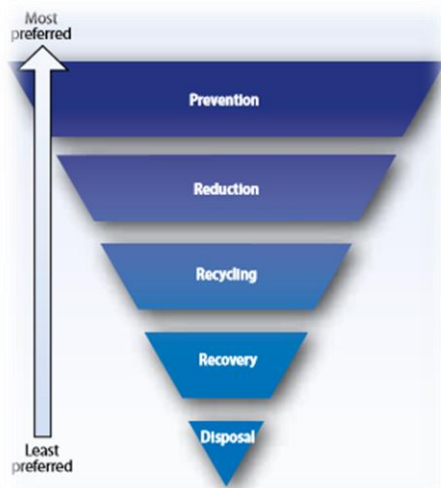 Most
preferred
Prevention
Reduction
Recycling
Recovery
Disposal
Least
preferred